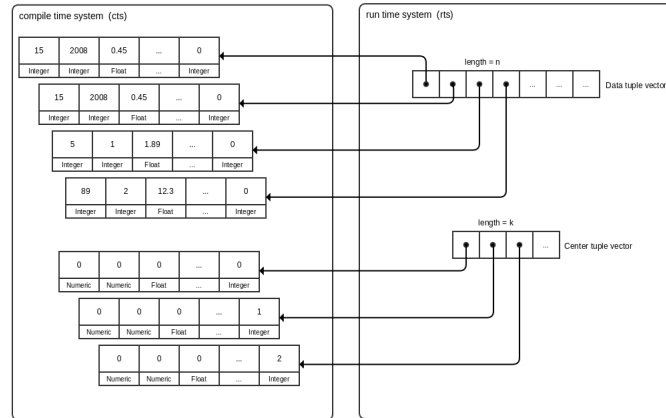 compile time system (cts)
run time system (rts)
15 2008 0.45 ... 0
Integer Integer Float ... Integer
length = n
... ... ...
Data tuple vector
15 2008 0.45 ... 0
Integer Integer Float ... Integer
5 1 1.89 ... 0
Integer Integer Float ... Integer
89 2 12.3 ... 0
Integer Integer Float ... Integer
length = k
...
Center tuple vector
0 0 0 ... 0
Numeric Numeric Float ... Integer
0 0 0 ... 1
Numeric Numeric Float ... Integer
0 0 0 ... 2
Numeric Numeric Float ... Integer